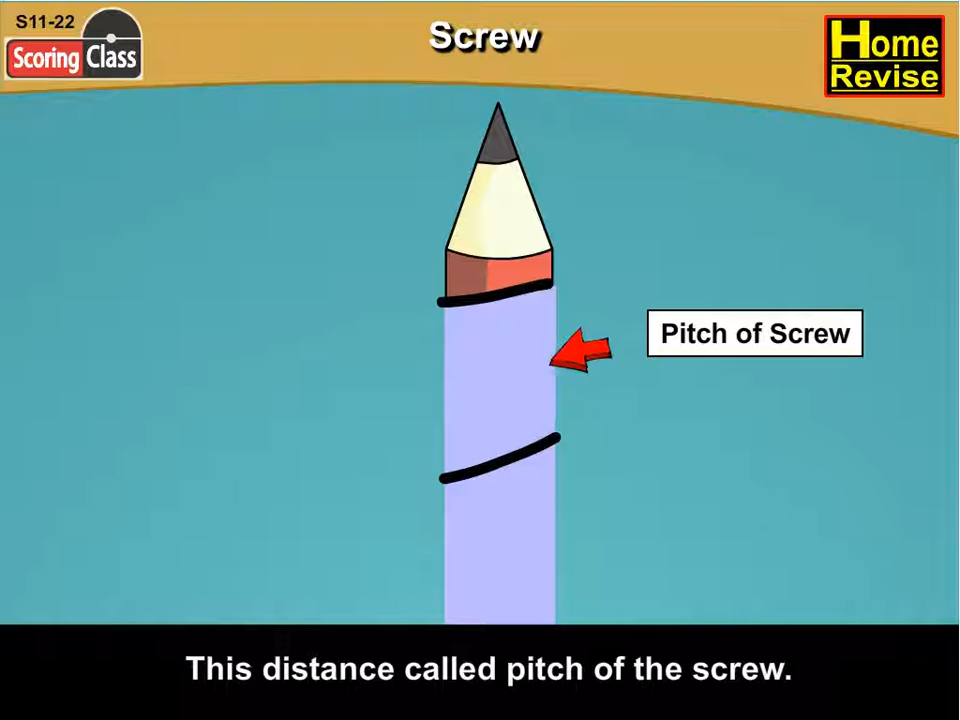 S11-22
Scoring Class
Screw
Home
Revise
Pitch of Screw
This distance called pitch of the screw.